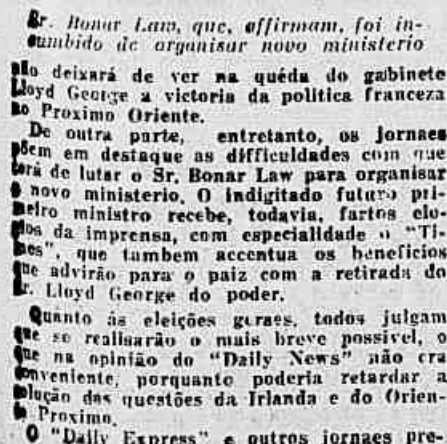 Sr. Bonar Law, que, affirmam, foi in-
cumbido de organisar novo ministerio
não deixará de ver na quéda do gabinete
Lloyd George a victoria da politica franceza
no Proximo Oriente.
De outra parte, entretanto, os jornaes
põem em destaque as difficuldades com que
terá de lutar o Sr. Bonar Law para organisar
o novo ministerio. O indigitado futuro pri-
meiro ministro recebe, todavia, fartos elo-
gios da imprensa, com especialidade o "Ti-
mes", que tambem accentua os beneficios
que advirão para o paiz com a retirada do
Sr. Lloyd George do poder.
Quanto ás eleições geraes, todos julgam
que se realisarão o mais breve possivel, o
que na opinião do "Daily News" não era
conveniente, porquanto poderia retardar a
solução das questões da Irlanda e do Orien-
te Proximo.
O "Daily Express" e outros jornaes pre-